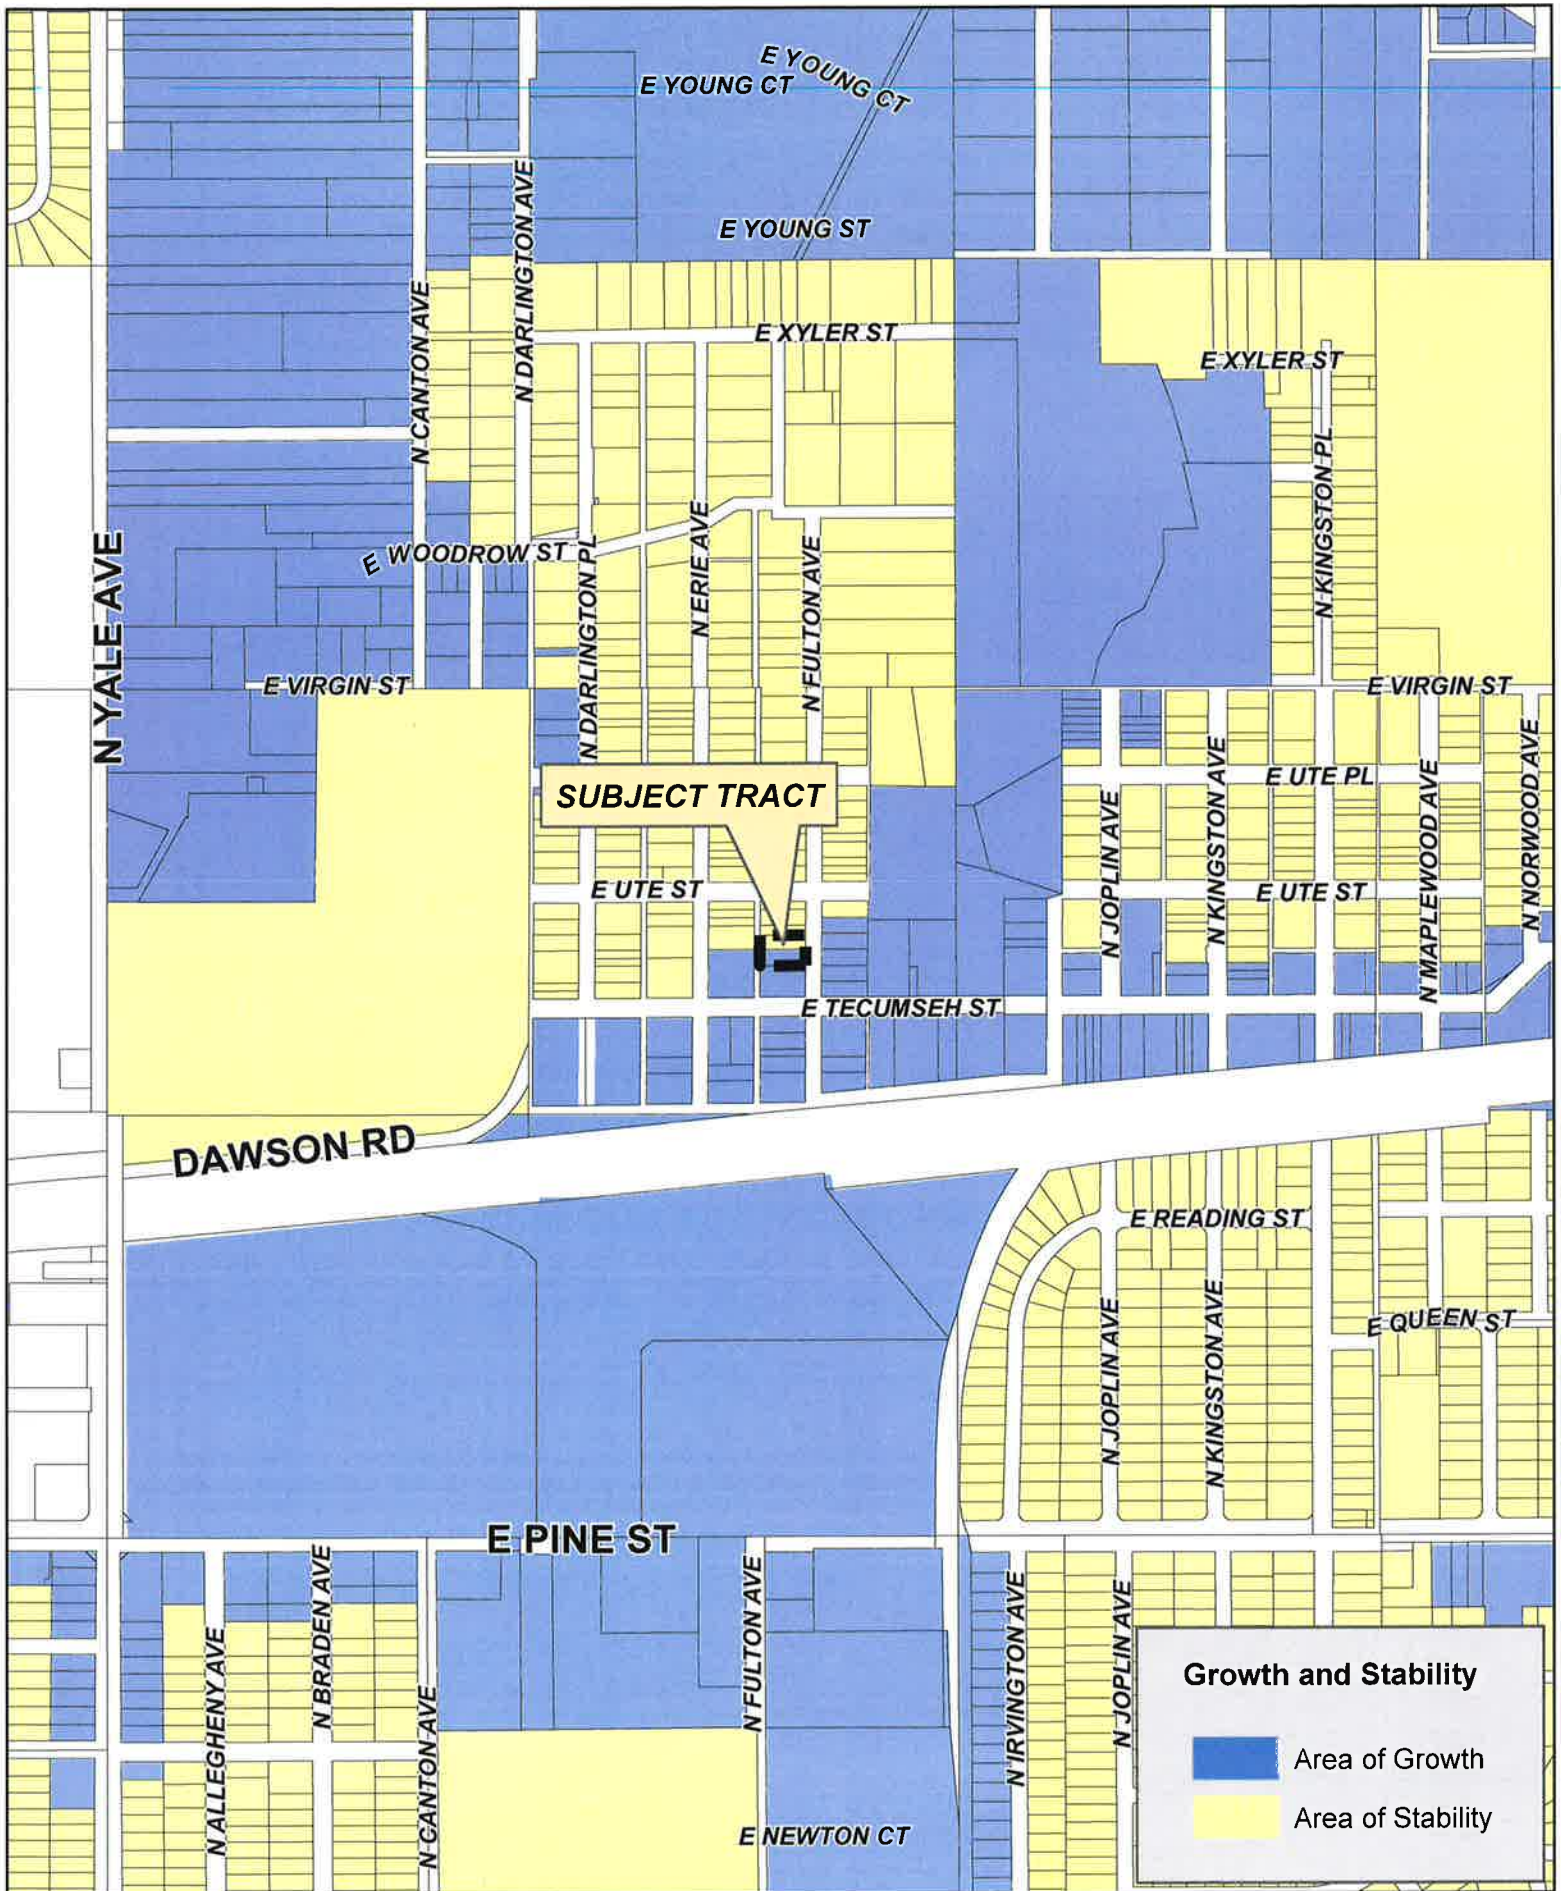 E YOUNG CT
E YOUNG CT
E YOUNG ST
N DARLINGTON AVE
N CANTON AVE
E XYLER ST
E XYLER ST
N KINGSTON PL
N YALE AVE
E WOODROW ST
N DARLINGTON PL
N ERIE AVE
N FULTON AVE
E VIRGIN ST
E VIRGIN ST
SUBJECT TRACT
E UTE PL
N JOPLIN AVE
N KINGSTON AVE
N MAPLEWOOD AVE
N NORWOOD AVE
E UTE ST
E UTE ST
E TECUMSEH ST
DAWSON RD
E READING ST
N JOPLIN AVE
N KINGSTON AVE
E QUEEN ST
E PINE ST
N ALLEGHENY AVE
N BRADEN AVE
N CANTON AVE
N FULTON AVE
N IRVINGTON AVE
N JOPLIN AVE
E NEWTON CT
Growth and Stability
Area of Growth
Area of Stability